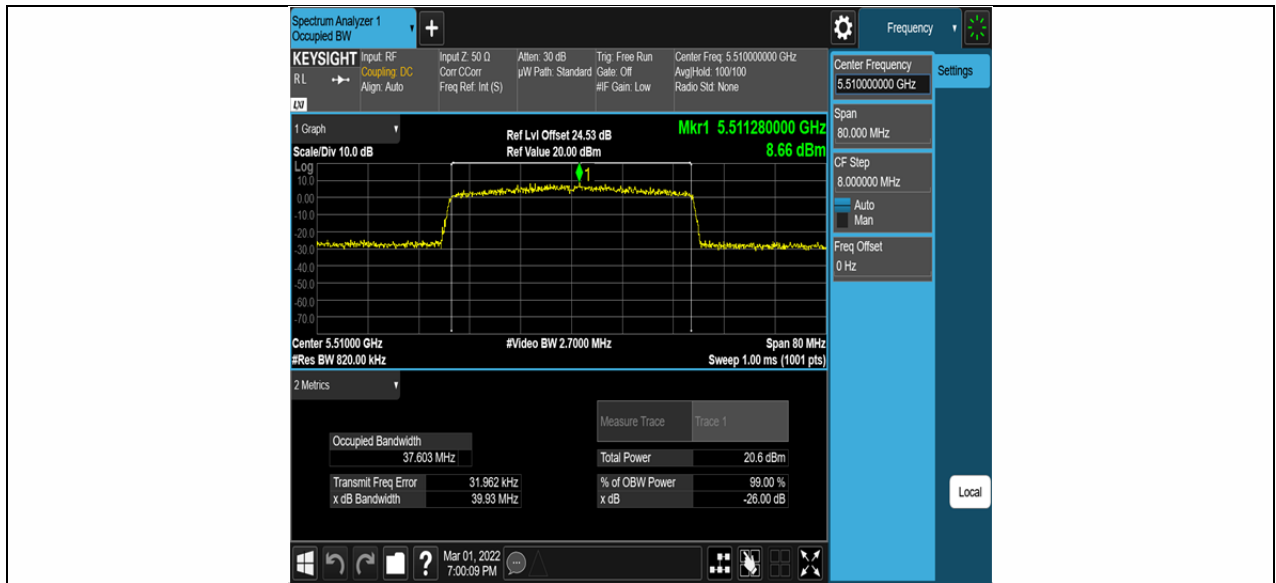 Spectrum Analyzer 1
Occupied BW
+
Frequency
KEYSIGHT
RL
LXI
Input: RF
Coupling: DC
Align: Auto
Input Z: 50 Ω
Corr CCorr
Freq Ref: Int (S)
Atten: 30 dB
µW Path: Standard
Trig: Free Run
Gate: Off
#IF Gain: Low
Center Freq: 5.510000000 GHz
Avg|Hold: 100/100
Radio Std: None
Center Frequency
5.510000000 GHz
Settings
Span
80.000 MHz
CF Step
8.000000 MHz
Auto
Man
Freq Offset
0 Hz
Local
1 Graph
Scale/Div 10.0 dB
Ref Lvl Offset 24.53 dB
Ref Value 20.00 dBm
Mkr1 5.511280000 GHz
8.66 dBm
Log
10.0
0.00
-10.0
-20.0
-30.0
-40.0
-50.0
-60.0
-70.0
1
Center 5.51000 GHz
#Video BW 2.7000 MHz
Span 80 MHz
#Res BW 820.00 kHz
Sweep 1.00 ms (1001 pts)
2 Metrics
Measure Trace Trace 1
Occupied Bandwidth
37.603 MHz
Total Power 20.6 dBm
Transmit Freq Error 31.962 kHz
% of OBW Power 99.00 %
x dB Bandwidth 39.93 MHz
x dB -26.00 dB
?
Mar 01, 2022
7:00:09 PM